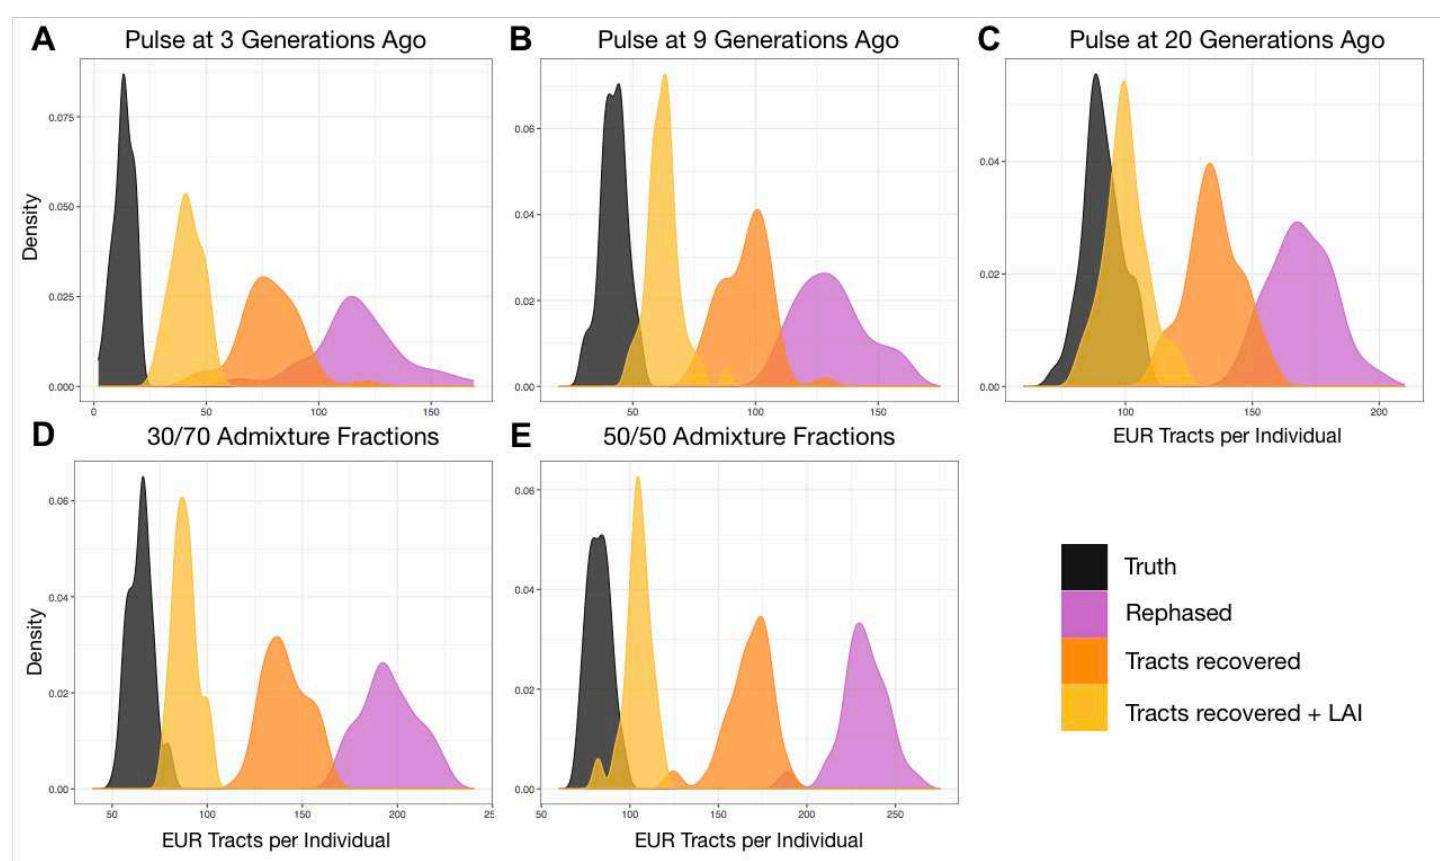 A Pulse at 3 Generations Ago
B Pulse at 9 Generations Ago
C Pulse at 20 Generations Ago
Density
0.075
0.050
0.025
0.000
0 50 100 150
0.06
0.04
0.02
0.00
50 100 150
0.04
0.02
0.00
100 150 200
EUR Tracts per Individual
D 30/70 Admixture Fractions
E 50/50 Admixture Fractions
Density
0.06
0.04
0.02
0.00
50 100 150 200 25
EUR Tracts per Individual
0.06
0.04
0.02
0.00
50 100 150 200 250
EUR Tracts per Individual
Truth
Rephased
Tracts recovered
Tracts recovered + LAI